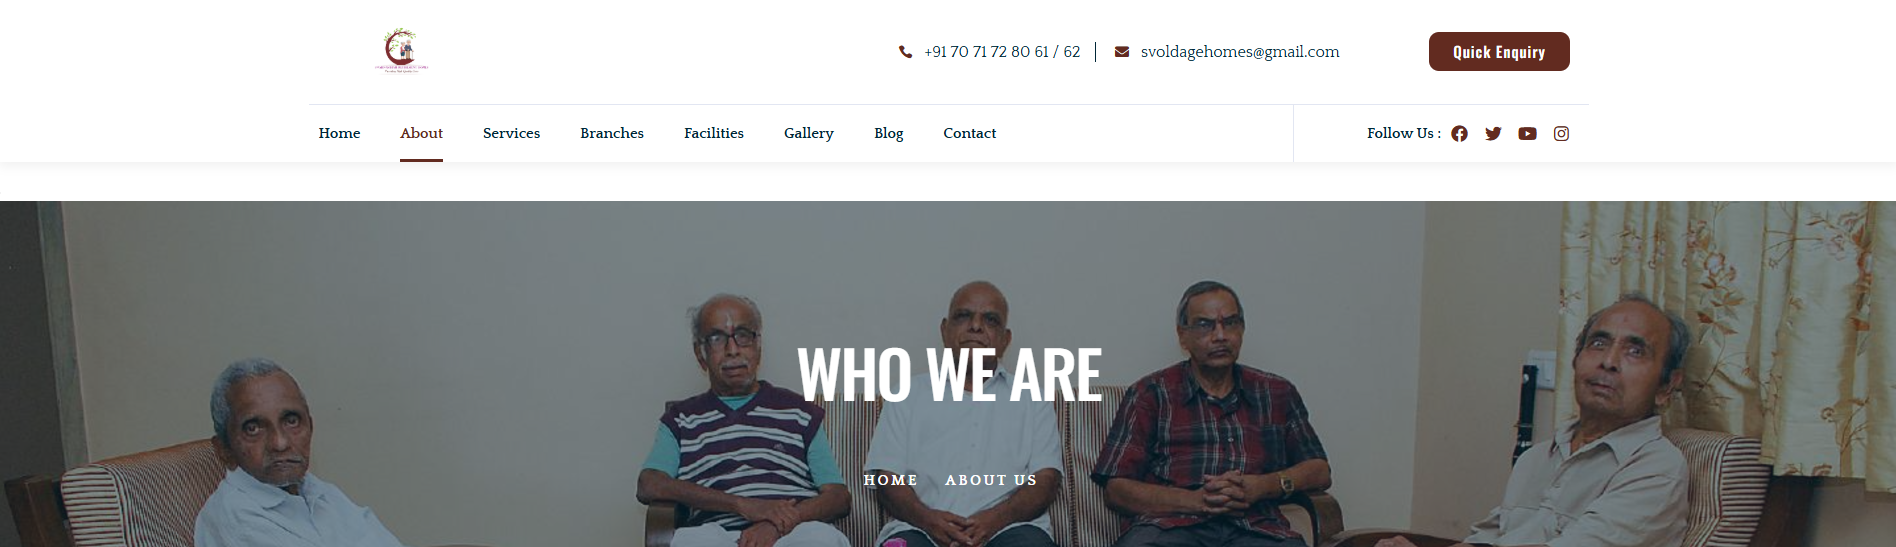 +91 70 71 72 80 61 / 62
svoldagehomes@gmail.com
Quick Enquiry
Home About Services Branches Facilities Gallery Blog Contact
Follow Us :
WHO WE ARE
HOME ABOUT US